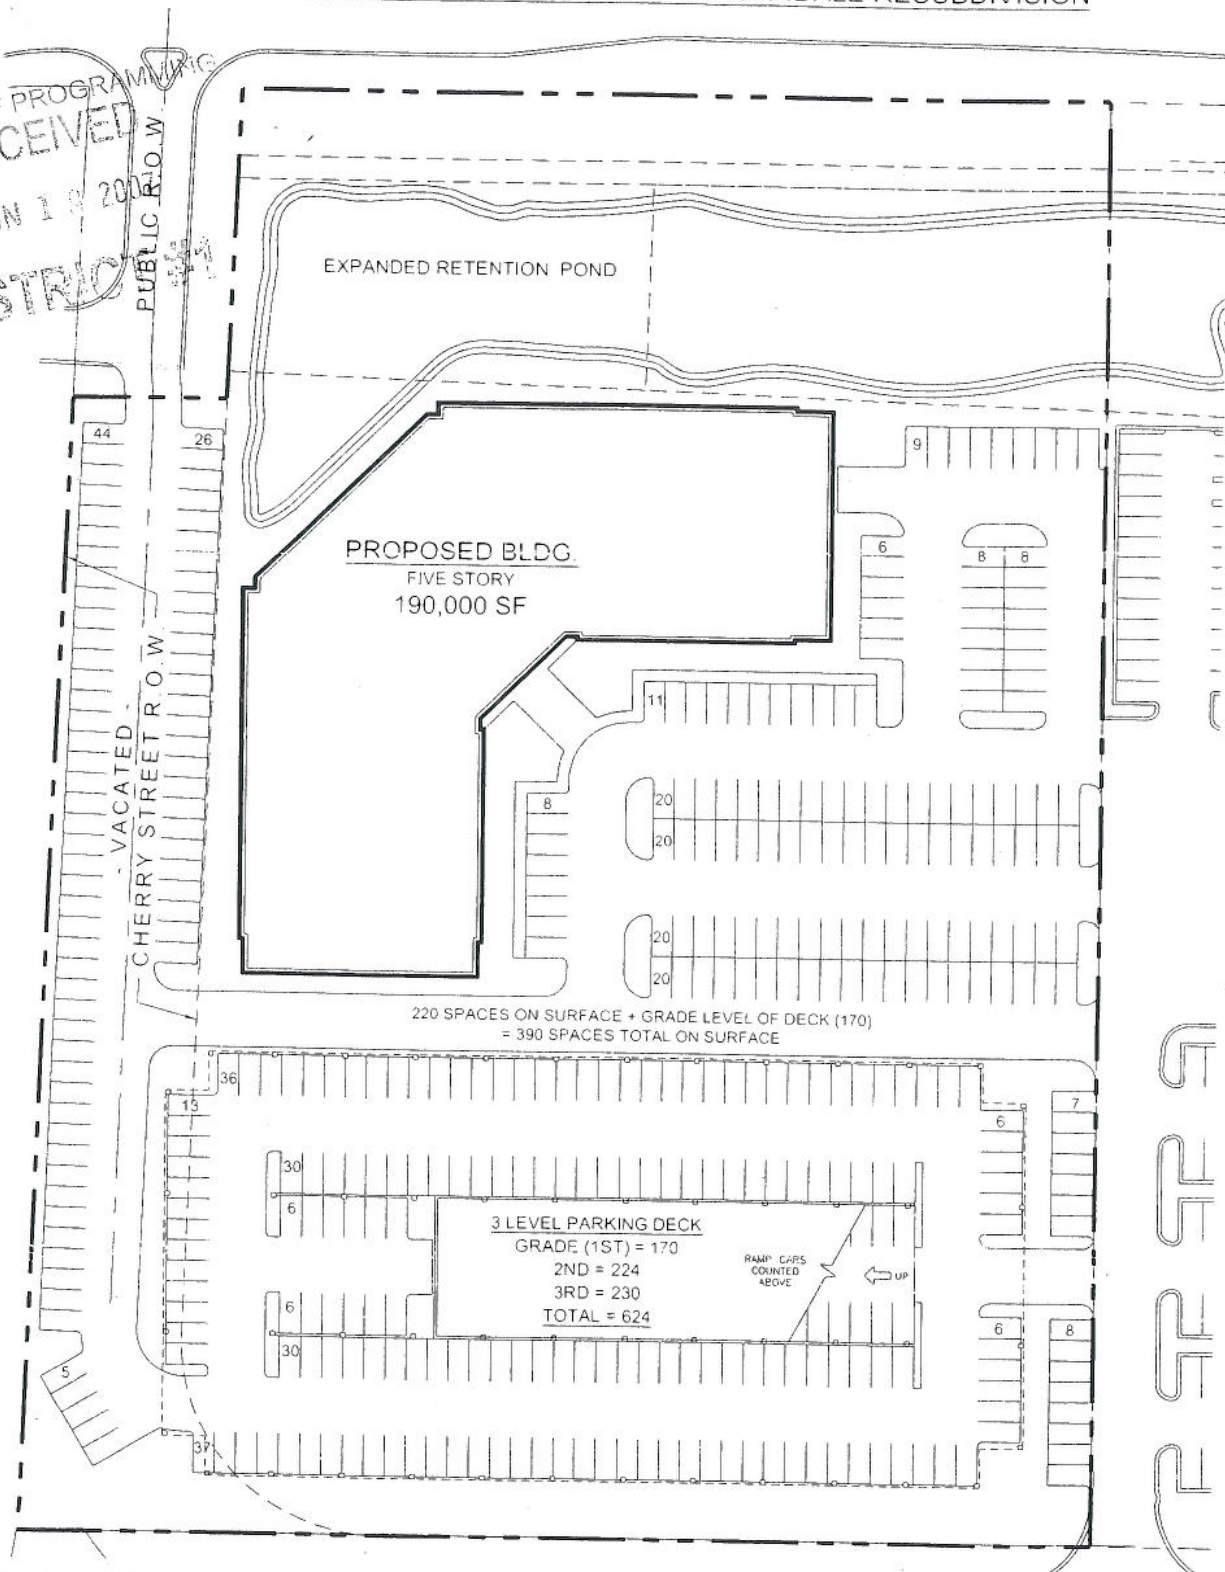 RESUBDIVISION
PROGRAMMING
CEIVED
PUBLIC R.O.W
EXPANDED RETENTION POND
44
26
9
PROPOSED BLDG.
FIVE STORY
190,000 SF
6
8 8
11
- VACATED -
CHERRY STREET R.O.W.
8
20
20
20
20
220 SPACES ON SURFACE + GRADE LEVEL OF DECK (170)
= 390 SPACES TOTAL ON SURFACE
36
13
7
6
30
6
3 LEVEL PARKING DECK
GRADE (1ST) = 170
2ND = 224
3RD = 230
TOTAL = 624
RAMP CARS
COUNTED
ABOVE
UP
6
30
6
8
5
37